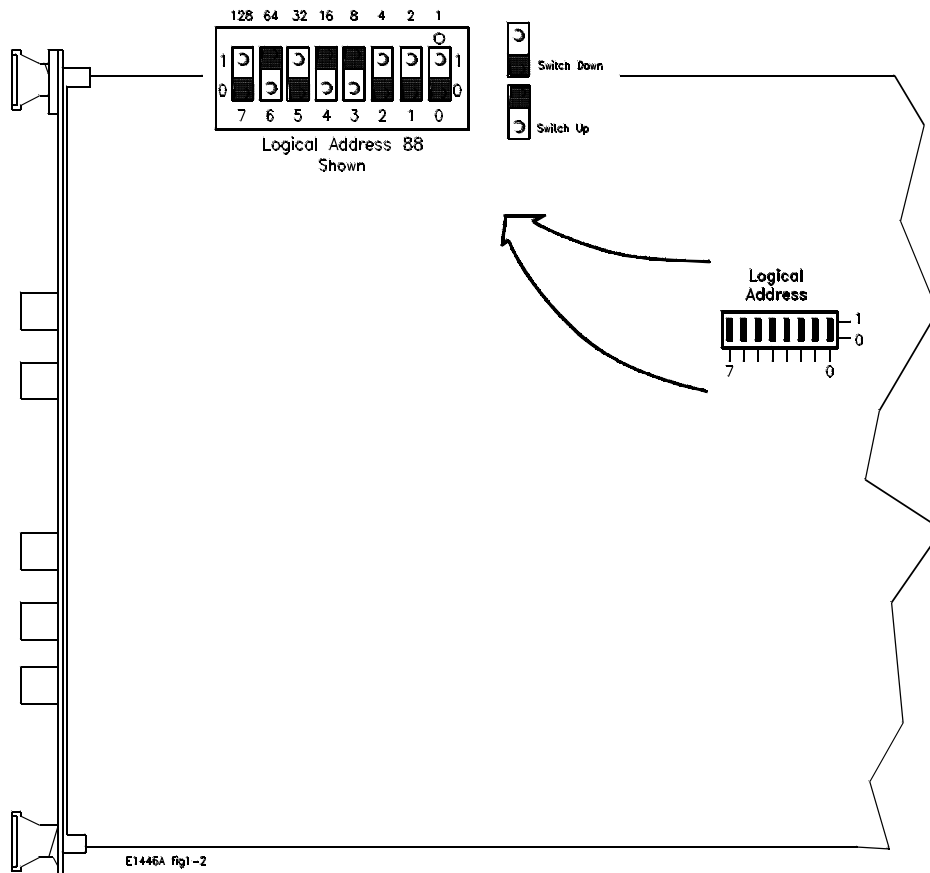 128 64 32 16 8 4 2 1
1 1
0 0
7 6 5 4 3 2 1 0
Logical Address 88
Shown
Switch Down
Switch Up
Logical
Address
1
0
7 0
E1446A fig1-2